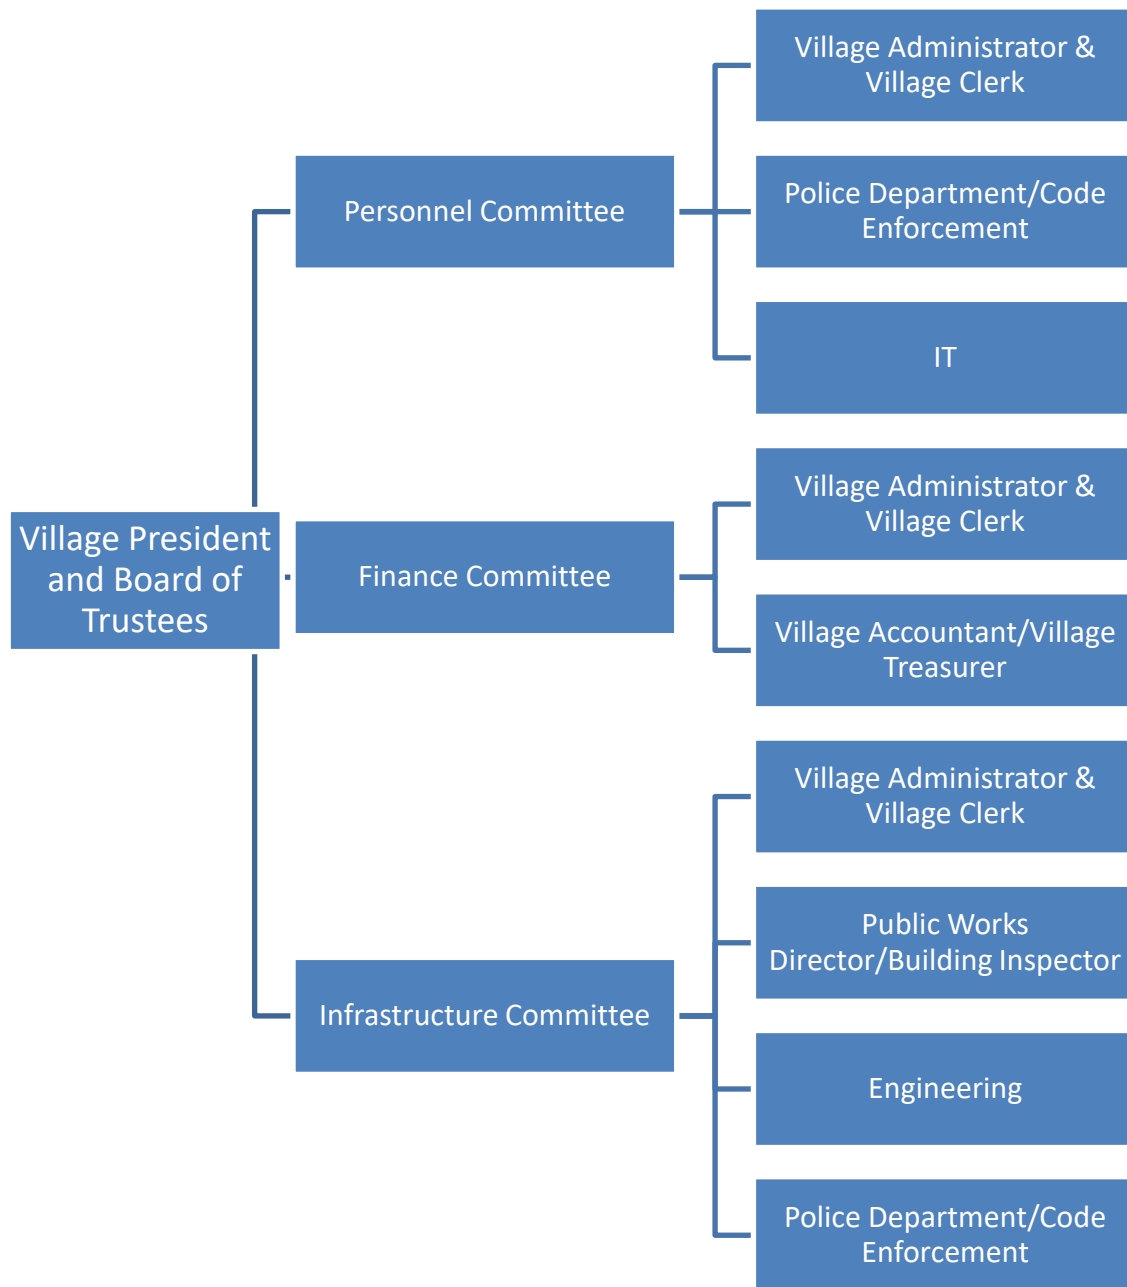 Village President
and Board of
Trustees
Personnel Committee
Village Administrator &
Village Clerk
Police Department/Code
Enforcement
IT
Finance Committee
Village Administrator &
Village Clerk
Village Accountant/Village
Treasurer
Infrastructure Committee
Village Administrator &
Village Clerk
Public Works
Director/Building Inspector
Engineering
Police Department/Code
Enforcement